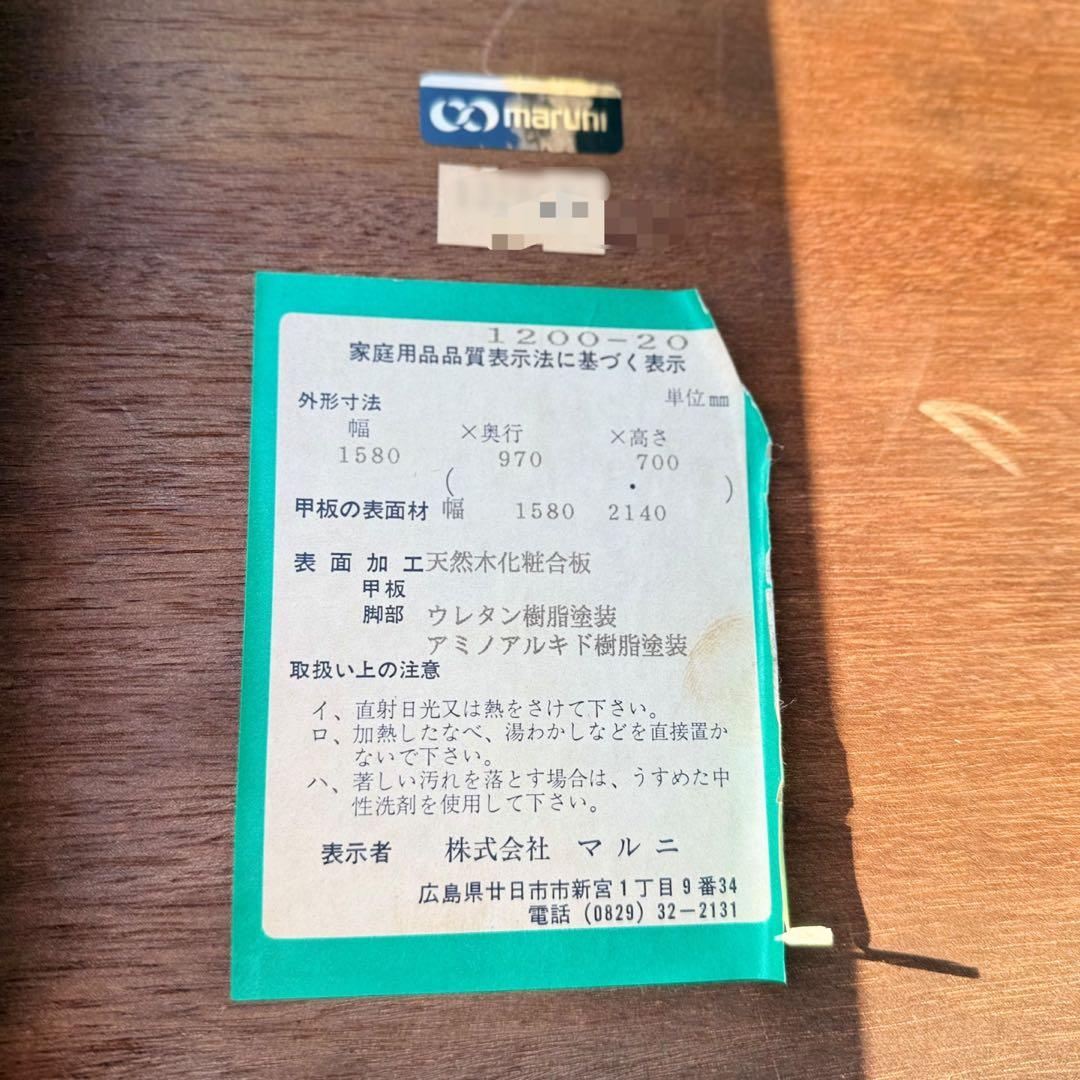 maruni
1200-20
家庭用品品質表示法に基づく表示
外形寸法 単位mm
幅 ×奥行 ×高さ
1580 970 700
( ・ )
甲板の表面材 幅 1580 2140
表面加工 天然木化粧合板
甲板
脚部 ウレタン樹脂塗装
アミノアルキド樹脂塗装
取扱い上の注意
イ、直射日光又は熱をさけて下さい。
ロ、加熱したなべ、湯わかしなどを直接置か
ないで下さい。
ハ、著しい汚れを落とす場合は、うすめた中
性洗剤を使用して下さい。
表示者 株式会社 マルニ
広島県廿日市市新宮1丁目9番34
電話(0829)32-2131